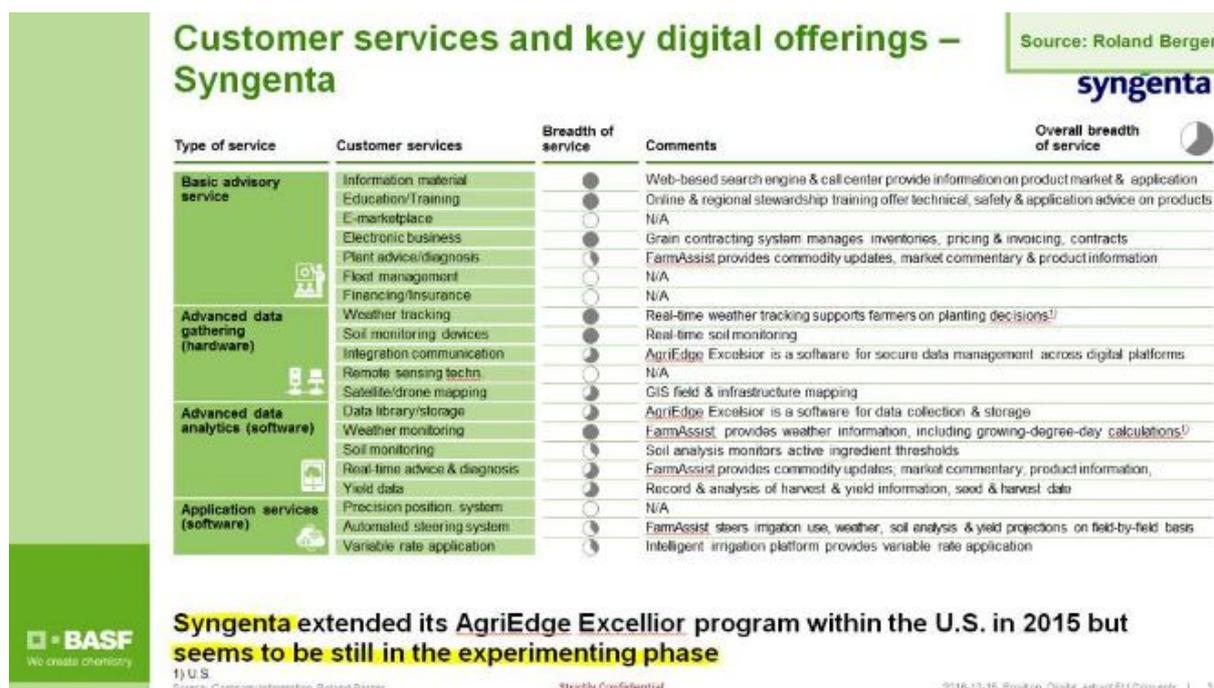 Customer services and key digital offerings –
Syngenta
Source: Roland Berger
syngenta
Type of service Customer services Breadth of service Comments Overall breadth of service
Basic advisory service
Information material Web-based search engine & call center provide information on product market & application
Education/Training Online & regional stewardship training offer technical, safety & application advice on products
E-marketplace N/A
Electronic business Grain contracting system manages inventories, pricing & invoicing, contracts
Plant advice/diagnosis FarmAssist provides commodity updates, market commentary & product information
Fleet management N/A
Financing/Insurance N/A
Advanced data gathering (hardware)
Weather tracking Real-time weather tracking supports farmers on planting decisions1)
Soil monitoring devices Real-time soil monitoring
Integration communication AgriEdge Excelsior is a software for secure data management across digital platforms
Remote sensing techn. N/A
Satellite/drone mapping GIS field & infrastructure mapping
Advanced data analytics (software)
Data library/storage AgriEdge Excelsior is a software for data collection & storage
Weather monitoring FarmAssist provides weather information, including growing-degree-day calculations1)
Soil monitoring Soil analysis monitors active ingredient thresholds
Real-time advice & diagnosis FarmAssist provides commodity updates, market commentary, product information,
Yield data Record & analysis of harvest & yield information, seed & harvest date
Application services (software)
Precision position. system N/A
Automated steering system FarmAssist steers irrigation use, weather, soil analysis & yield projections on field-by-field basis
Variable rate application Intelligent irrigation platform provides variable rate application
Syngenta extended its AgriEdge Excellior program within the U.S. in 2015 but
seems to be still in the experimenting phase
1) U.S.
BASF
We create chemistry
Source: Company information, Roland Berger
Strictly Confidential